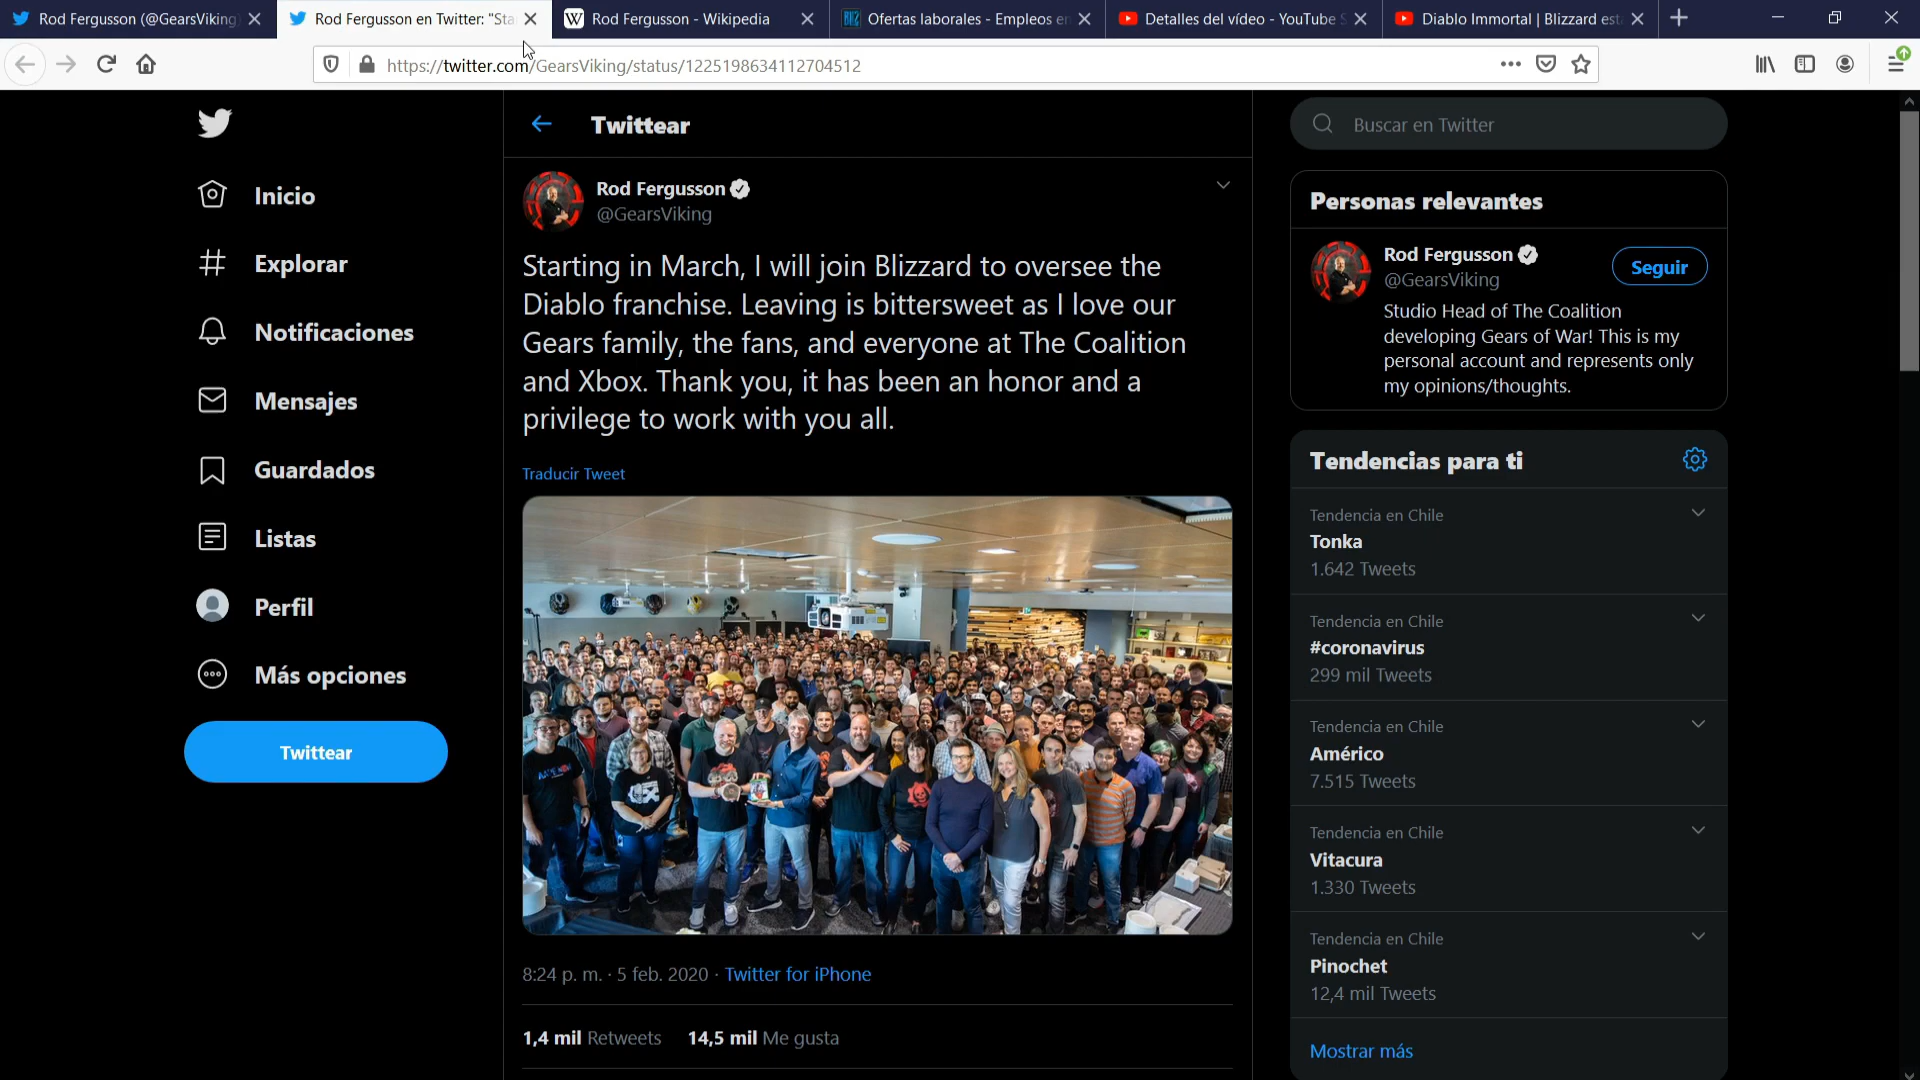 Rod Fergusson (@GearsViking)
Rod Fergusson en Twitter: "Sta
Rod Fergusson - Wikipedia
Ofertas laborales - Empleos en
Detalles del vídeo - YouTube S
Diablo Immortal | Blizzard est
https://twitter.com/GearsViking/status/1225198634112704512
Inicio
Explorar
Notificaciones
Mensajes
Guardados
Listas
Perfil
Más opciones
Twittear
Twittear
Rod Fergusson
@GearsViking
Starting in March, I will join Blizzard to oversee the
Diablo franchise. Leaving is bittersweet as I love our
Gears family, the fans, and everyone at The Coalition
and Xbox. Thank you, it has been an honor and a
privilege to work with you all.
Traducir Tweet
8:24 p. m. · 5 feb. 2020 · Twitter for iPhone
1,4 mil Retweets 14,5 mil Me gusta
Buscar en Twitter
Personas relevantes
Rod Fergusson
@GearsViking
Seguir
Studio Head of The Coalition
developing Gears of War! This is my
personal account and represents only
my opinions/thoughts.
Tendencias para ti
Tendencia en Chile
Tonka
1.642 Tweets
Tendencia en Chile
#coronavirus
299 mil Tweets
Tendencia en Chile
Américo
7.515 Tweets
Tendencia en Chile
Vitacura
1.330 Tweets
Tendencia en Chile
Pinochet
12,4 mil Tweets
Mostrar más